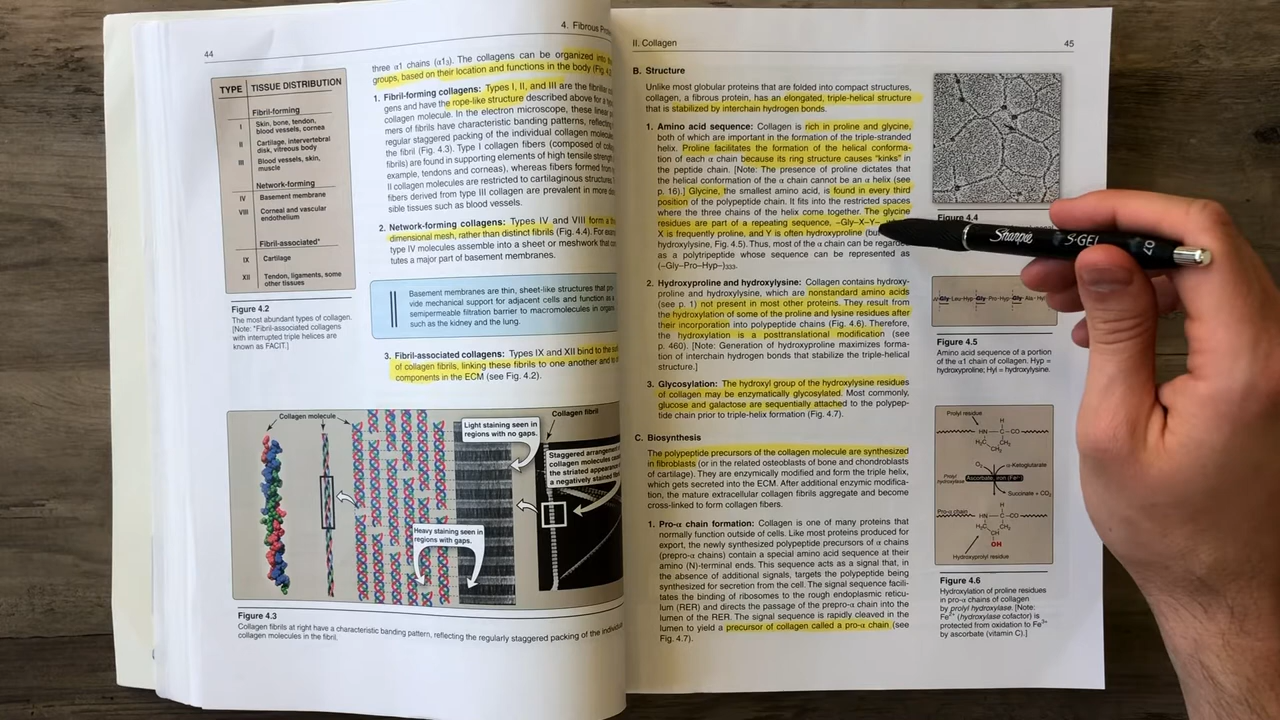 44
4. Fibrous
TYPE TISSUE DISTRIBUTION
Fibril-forming
I Skin, bone, tendon,
blood vessels, cornea
II Cartilage, intervertebral
disk, vitreous body
III Blood vessels, skin,
muscle
Network-forming
IV Basement membrane
VIII Corneal and vascular
endothelium
Fibril-associated*
IX Cartilage
XII Tendon, ligaments, some
other tissues
Figure 4.2
The most abundant types of collagen.
[Note: *Fibril-associated collagens
with interrupted triple helices are
known as FACIT.]
three α1 chains (α1₃). The collagens can be organized into
groups, based on their location and functions in the body (Fig.
1. Fibril-forming collagens: Types I, II, and III are the fibrillar
gens and have the rope-like structure described above for a
collagen molecule. In the electron microscope, these linear
mers of fibrils have characteristic banding patterns, reflecting
regular staggered packing of the individual collagen molecules
the fibril (Fig. 4.3). Type I collagen fibers (composed of
fibrils) are found in supporting elements of high tensile strength
example, tendons and corneas), whereas fibers formed from
II collagen molecules are restricted to cartilaginous structures.
fibers derived from type III collagen are prevalent in more
sible tissues such as blood vessels.
2. Network-forming collagens: Types IV and VIII form a
dimensional mesh, rather than distinct fibrils (Fig. 4.4). For
type IV molecules assemble into a sheet or meshwork that
tutes a major part of basement membranes.
Basement membranes are thin, sheet-like structures that
vide mechanical support for adjacent cells and function as
semipermeable filtration barrier to macromolecules in
such as the kidney and the lung.
3. Fibril-associated collagens: Types IX and XII bind to the
of collagen fibrils, linking these fibrils to one another and to
components in the ECM (see Fig. 4.2).
Collagen molecule
Light staining seen in
regions with no gaps.
Heavy staining seen in
regions with gaps.
Collagen fibril
Staggered arrangement
collagen molecules
the striated appearance
a negatively stained
Figure 4.3
Collagen fibrils at right have a characteristic banding pattern, reflecting the regularly staggered packing of the individual
collagen molecules in the fibril.
II. Collagen
45
B. Structure
Unlike most globular proteins that are folded into compact structures,
collagen, a fibrous protein, has an elongated, triple-helical structure
that is stabilized by interchain hydrogen bonds.
1. Amino acid sequence: Collagen is rich in proline and glycine,
both of which are important in the formation of the triple-stranded
helix. Proline facilitates the formation of the helical conforma-
tion of each α chain because its ring structure causes "kinks" in
the peptide chain. [Note: The presence of proline dictates that
the helical conformation of the α chain cannot be an α helix (see
p. 16).] Glycine, the smallest amino acid, is found in every third
position of the polypeptide chain. It fits into the restricted spaces
where the three chains of the helix come together. The glycine
residues are part of a repeating sequence, –Gly–X–Y–,
X is frequently proline, and Y is often hydroxyproline (but
hydroxylysine, Fig. 4.5). Thus, most of the α chain can be regarded
as a polytripeptide whose sequence can be represented as
(–Gly–Pro–Hyp–)₃₃₃.
2. Hydroxyproline and hydroxylysine: Collagen contains hydroxy-
proline and hydroxylysine, which are nonstandard amino acids
(see p. 1) not present in most other proteins. They result from
the hydroxylation of some of the proline and lysine residues after
their incorporation into polypeptide chains (Fig. 4.6). Therefore,
the hydroxylation is a posttranslational modification (see
p. 460). [Note: Generation of hydroxyproline maximizes forma-
tion of interchain hydrogen bonds that stabilize the triple-helical
structure.]
3. Glycosylation: The hydroxyl group of the hydroxylysine residues
of collagen may be enzymatically glycosylated. Most commonly,
glucose and galactose are sequentially attached to the polypep-
tide chain prior to triple-helix formation (Fig. 4.7).
C. Biosynthesis
The polypeptide precursors of the collagen molecule are synthesized
in fibroblasts (or in the related osteoblasts of bone and chondroblasts
of cartilage). They are enzymically modified and form the triple helix,
which gets secreted into the ECM. After additional enzymic modifica-
tion, the mature extracellular collagen fibrils aggregate and become
cross-linked to form collagen fibers.
1. Pro-α chain formation: Collagen is one of many proteins that
normally function outside of cells. Like most proteins produced for
export, the newly synthesized polypeptide precursors of α chains
(prepro-α chains) contain a special amino acid sequence at their
amino (N)-terminal ends. This sequence acts as a signal that, in
the absence of additional signals, targets the polypeptide being
synthesized for secretion from the cell. The signal sequence facili-
tates the binding of ribosomes to the rough endoplasmic reticu-
lum (RER) and directs the passage of the prepro-α chain into the
lumen of the RER. The signal sequence is rapidly cleaved in the
lumen to yield a precursor of collagen called a pro-α chain (see
Fig. 4.7).
Figure 4.4
Sharpie S-GEL 0.7
Gly-Leu-Hyp-Gly-Pro-Hyp-Gly-Ala-Hyl
Figure 4.5
Amino acid sequence of a portion
of the α1 chain of collagen. Hyp =
hydroxyproline; Hyl = hydroxylysine.
Prolyl residue
H
HN C CO
H₂C CH₂
C
H₂
Prolyl
hydroxylase
O₂
α-Ketoglutarate
Ascorbate, iron (Fe²⁺)
Succinate + CO₂
Pro-α chain
H
HN C CO
H₂C CH₂
CH
OH
Hydroxyprolyl residue
Figure 4.6
Hydroxylation of proline residues
in pro-α chains of collagen
by prolyl hydroxylase. [Note:
Fe²⁺ (hydroxylase cofactor) is
protected from oxidation to Fe³⁺
by ascorbate (vitamin C).]